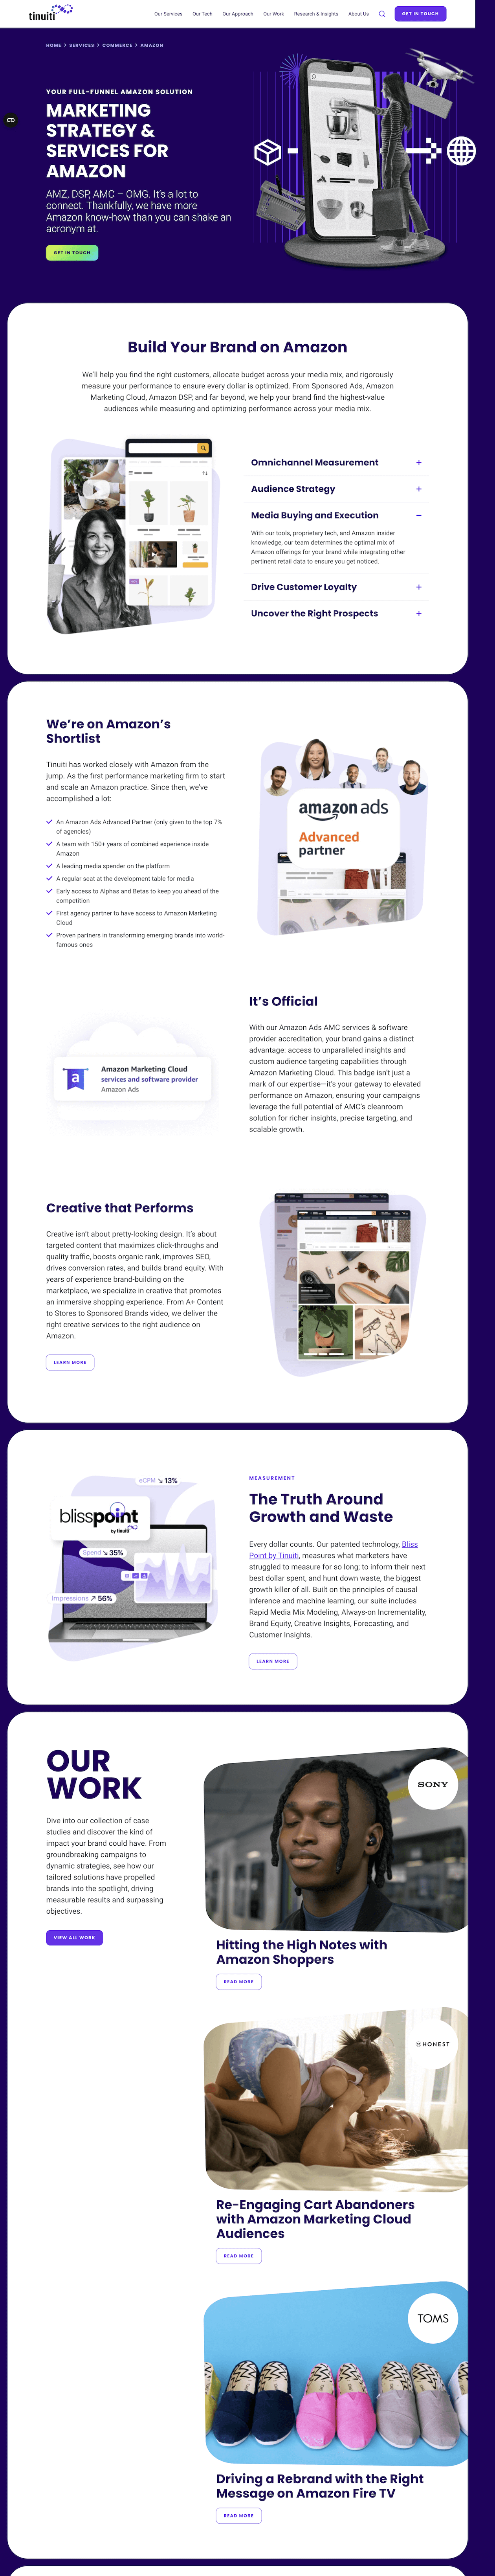 tinuiti
Our Services
Our Tech
Our Approach
Our Work
Research & Insights
About Us
GET IN TOUCH
HOME > SERVICES > COMMERCE > AMAZON
YOUR FULL-FUNNEL AMAZON SOLUTION
MARKETING
STRATEGY &
SERVICES FOR
AMAZON
AMZ, DSP, AMC – OMG. It's a lot to
connect. Thankfully, we have more
Amazon know-how than you can shake an
acronym at.
GET IN TOUCH
Build Your Brand on Amazon
We'll help you find the right customers, allocate budget across your media mix, and rigorously
measure your performance to ensure every dollar is optimized. From Sponsored Ads, Amazon
Marketing Cloud, Amazon DSP, and far beyond, we help your brand find the highest-value
audiences while measuring and optimizing performance across your media mix.
Omnichannel Measurement +
Audience Strategy +
Media Buying and Execution –
With our tools, proprietary tech, and Amazon insider
knowledge, our team determines the optimal mix of
Amazon offerings for your brand while integrating other
pertinent retail data to ensure you get noticed.
Drive Customer Loyalty +
Uncover the Right Prospects +
We're on Amazon's
Shortlist
Tinuiti has worked closely with Amazon from the
jump. As the first performance marketing firm to start
and scale an Amazon practice. Since then, we've
accomplished a lot:
An Amazon Ads Advanced Partner (only given to the top 7%
of agencies)
A team with 150+ years of combined experience inside
Amazon
A leading media spender on the platform
A regular seat at the development table for media
Early access to Alphas and Betas to keep you ahead of the
competition
First agency partner to have access to Amazon Marketing
Cloud
Proven partners in transforming emerging brands into world-
famous ones
amazon ads
Advanced
partner
It's Official
With our Amazon Ads AMC services & software
provider accreditation, your brand gains a distinct
advantage: access to unparalleled insights and
custom audience targeting capabilities through
Amazon Marketing Cloud. This badge isn't just a
mark of our expertise—it's your gateway to elevated
performance on Amazon, ensuring your campaigns
leverage the full potential of AMC's cleanroom
solution for richer insights, precise targeting, and
scalable growth.
a
Amazon Marketing Cloud
services and software provider
Amazon Ads
Creative that Performs
Creative isn't about pretty-looking design. It's about
targeted content that maximizes click-throughs and
quality traffic, boosts organic rank, improves SEO,
drives conversion rates, and builds brand equity. With
years of experience brand-building on the
marketplace, we specialize in creative that promotes
an immersive shopping experience. From A+ Content
to Stores to Sponsored Brands video, we deliver the
right creative services to the right audience on
Amazon.
LEARN MORE
eCPM ↘ 13%
blisspoint
by tinuiti
Spend ↘ 35%
Impressions ↗ 56%
MEASUREMENT
The Truth Around
Growth and Waste
Every dollar counts. Our patented technology, Bliss
Point by Tinuiti, measures what marketers have
struggled to measure for so long; to inform their next
best dollar spent, and hunt down waste, the biggest
growth killer of all. Built on the principles of causal
inference and machine learning, our suite includes
Rapid Media Mix Modeling, Always-on Incrementality,
Brand Equity, Creative Insights, Forecasting, and
Customer Insights.
LEARN MORE
OUR
WORK
Dive into our collection of case
studies and discover the kind of
impact your brand could have. From
groundbreaking campaigns to
dynamic strategies, see how our
tailored solutions have propelled
brands into the spotlight, driving
measurable results and surpassing
objectives.
VIEW ALL WORK
SONY
Hitting the High Notes with
Amazon Shoppers
READ MORE
HONEST
Re-Engaging Cart Abandoners
with Amazon Marketing Cloud
Audiences
READ MORE
TOMS
Driving a Rebrand with the Right
Message on Amazon Fire TV
READ MORE